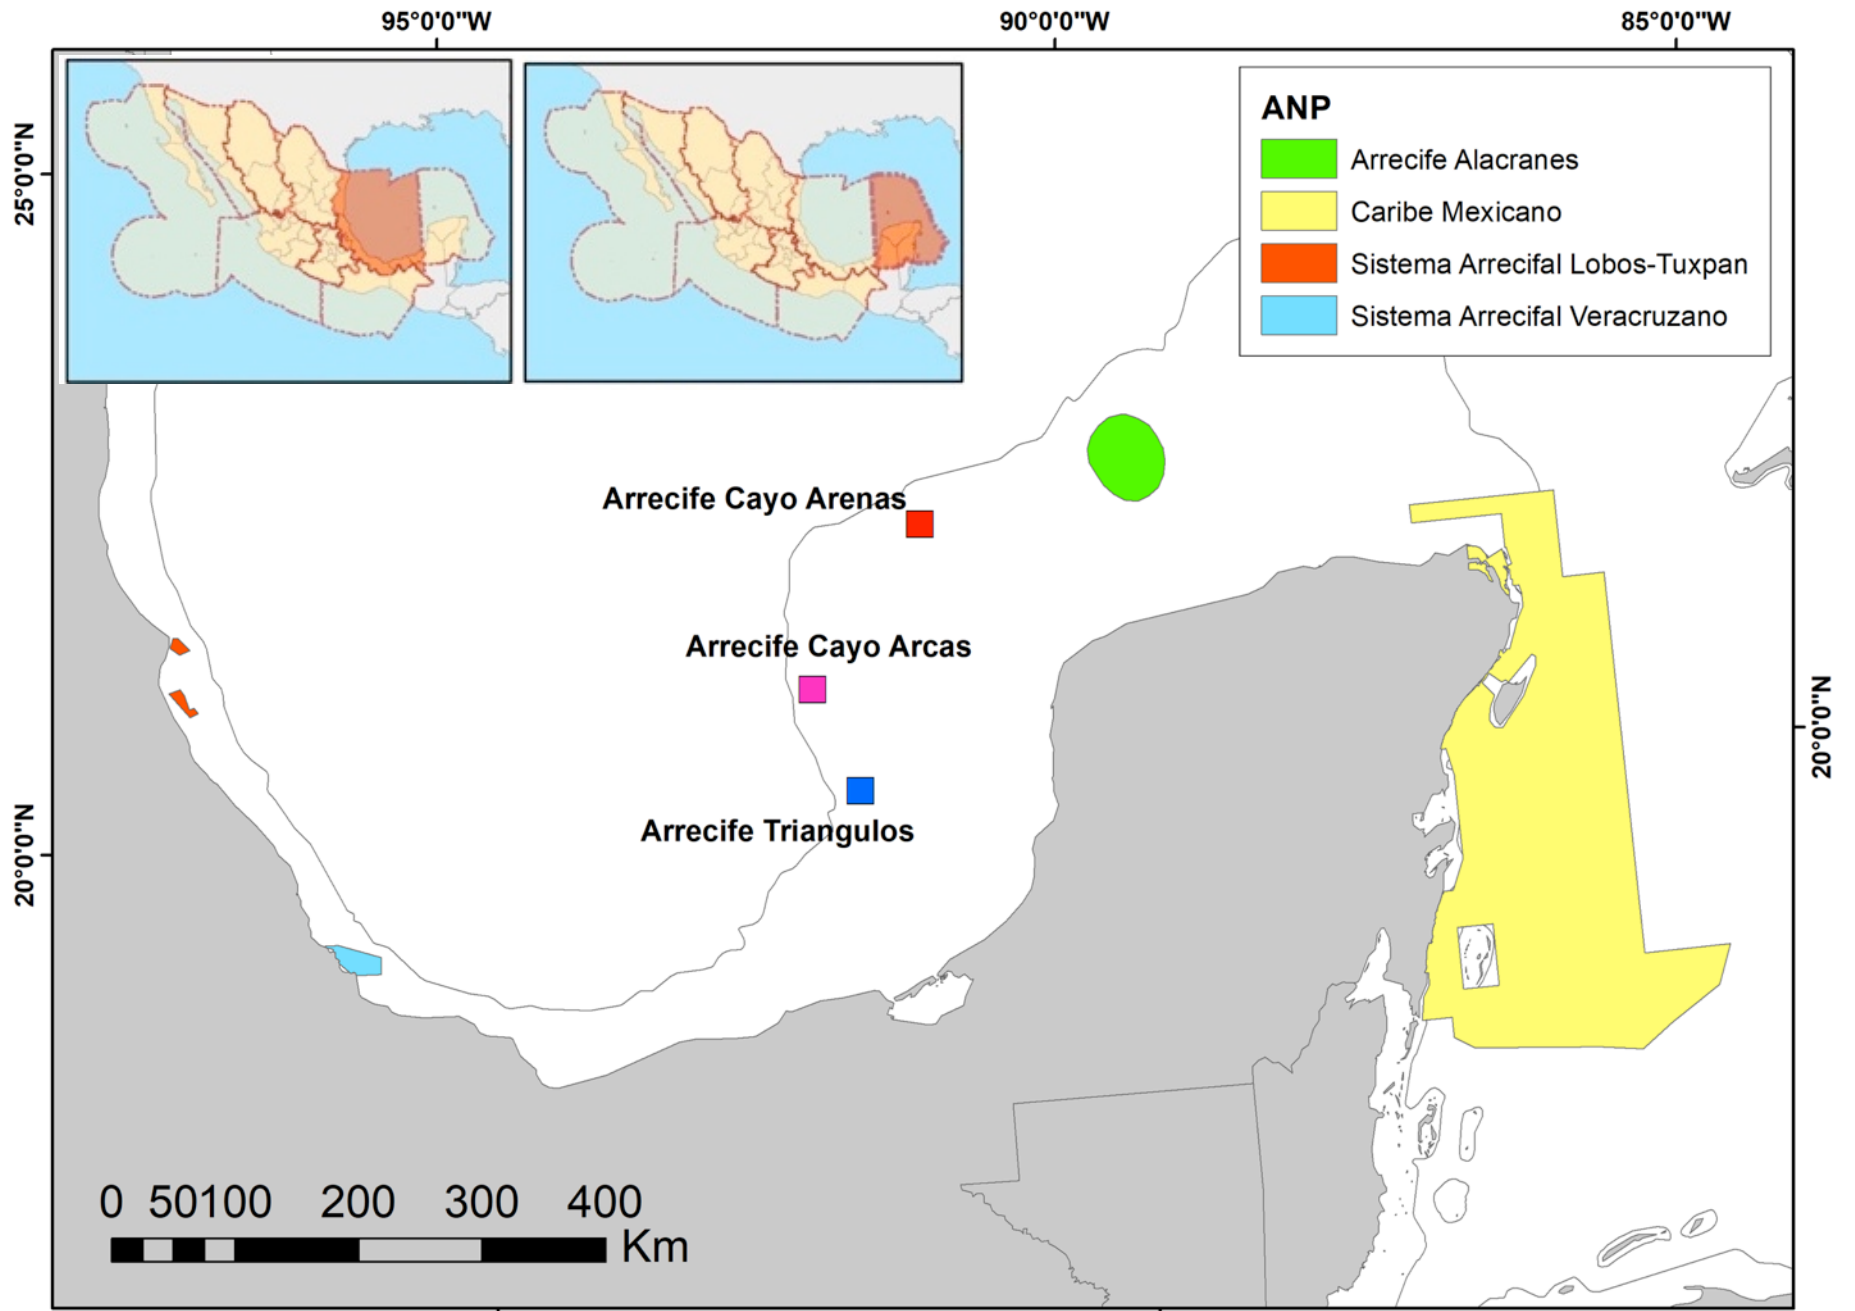 95°0'0"W
90°0'0"W
85°0'0"W
25°0'0"N
ANP
Arrecife Alacranes
Caribe Mexicano
Sistema Arrecifal Lobos-Tuxpan
Sistema Arrecifal Veracruzano
Arrecife Cayo Arenas
Arrecife Cayo Arcas
20°0'0"N
Arrecife Triangulos
20°0'0"N
0 50 100 200 300 400
Km